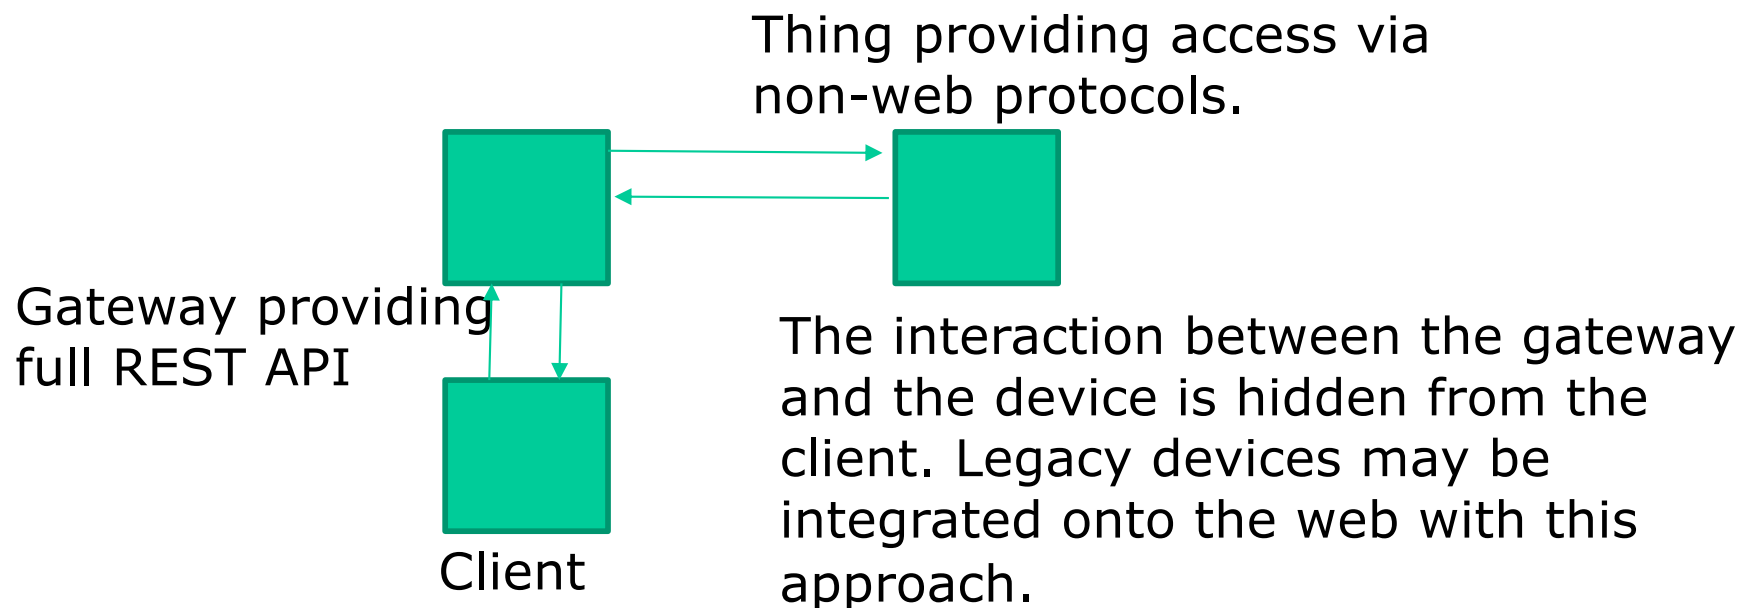 Thing providing access via
non-web protocols.
Gateway providing
full REST API
The interaction between the gateway
and the device is hidden from the
client. Legacy devices may be
integrated onto the web with this
approach.
Client